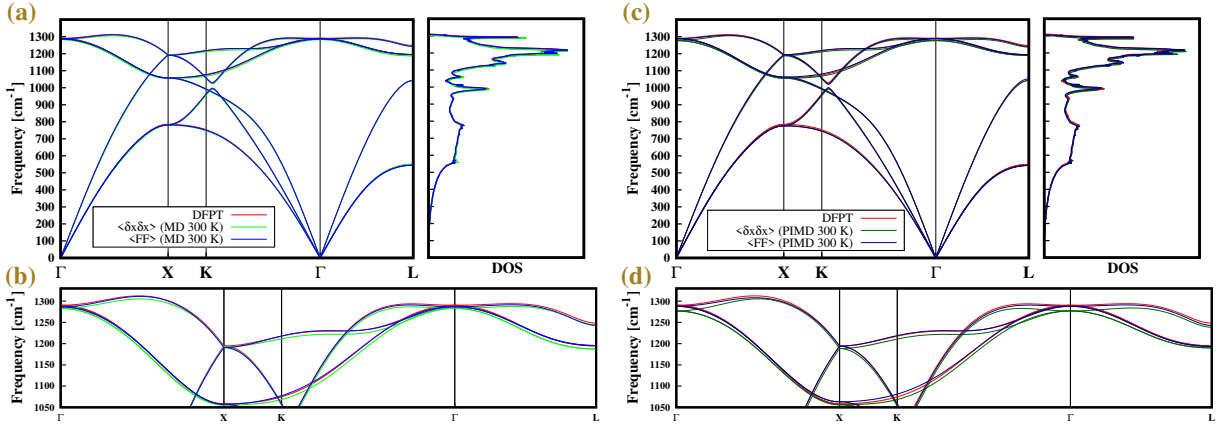 (a)
Frequency [cm-1]
1300
1200
1100
1000
900
800
700
600
500
400
300
200
100
0
DFPT
<δxδx> (MD 300 K)
<FF> (MD 300 K)
Γ X K Γ L
DOS
(c)
Frequency [cm-1]
1300
1200
1100
1000
900
800
700
600
500
400
300
200
100
0
DFPT
<δxδx> (PIMD 300 K)
<FF> (PIMD 300 K)
Γ X K Γ L
DOS
(b)
Frequency [cm-1]
1300
1250
1200
1150
1100
1050
Γ X K Γ L
(d)
Frequency [cm-1]
1300
1250
1200
1150
1100
1050
Γ X K Γ L